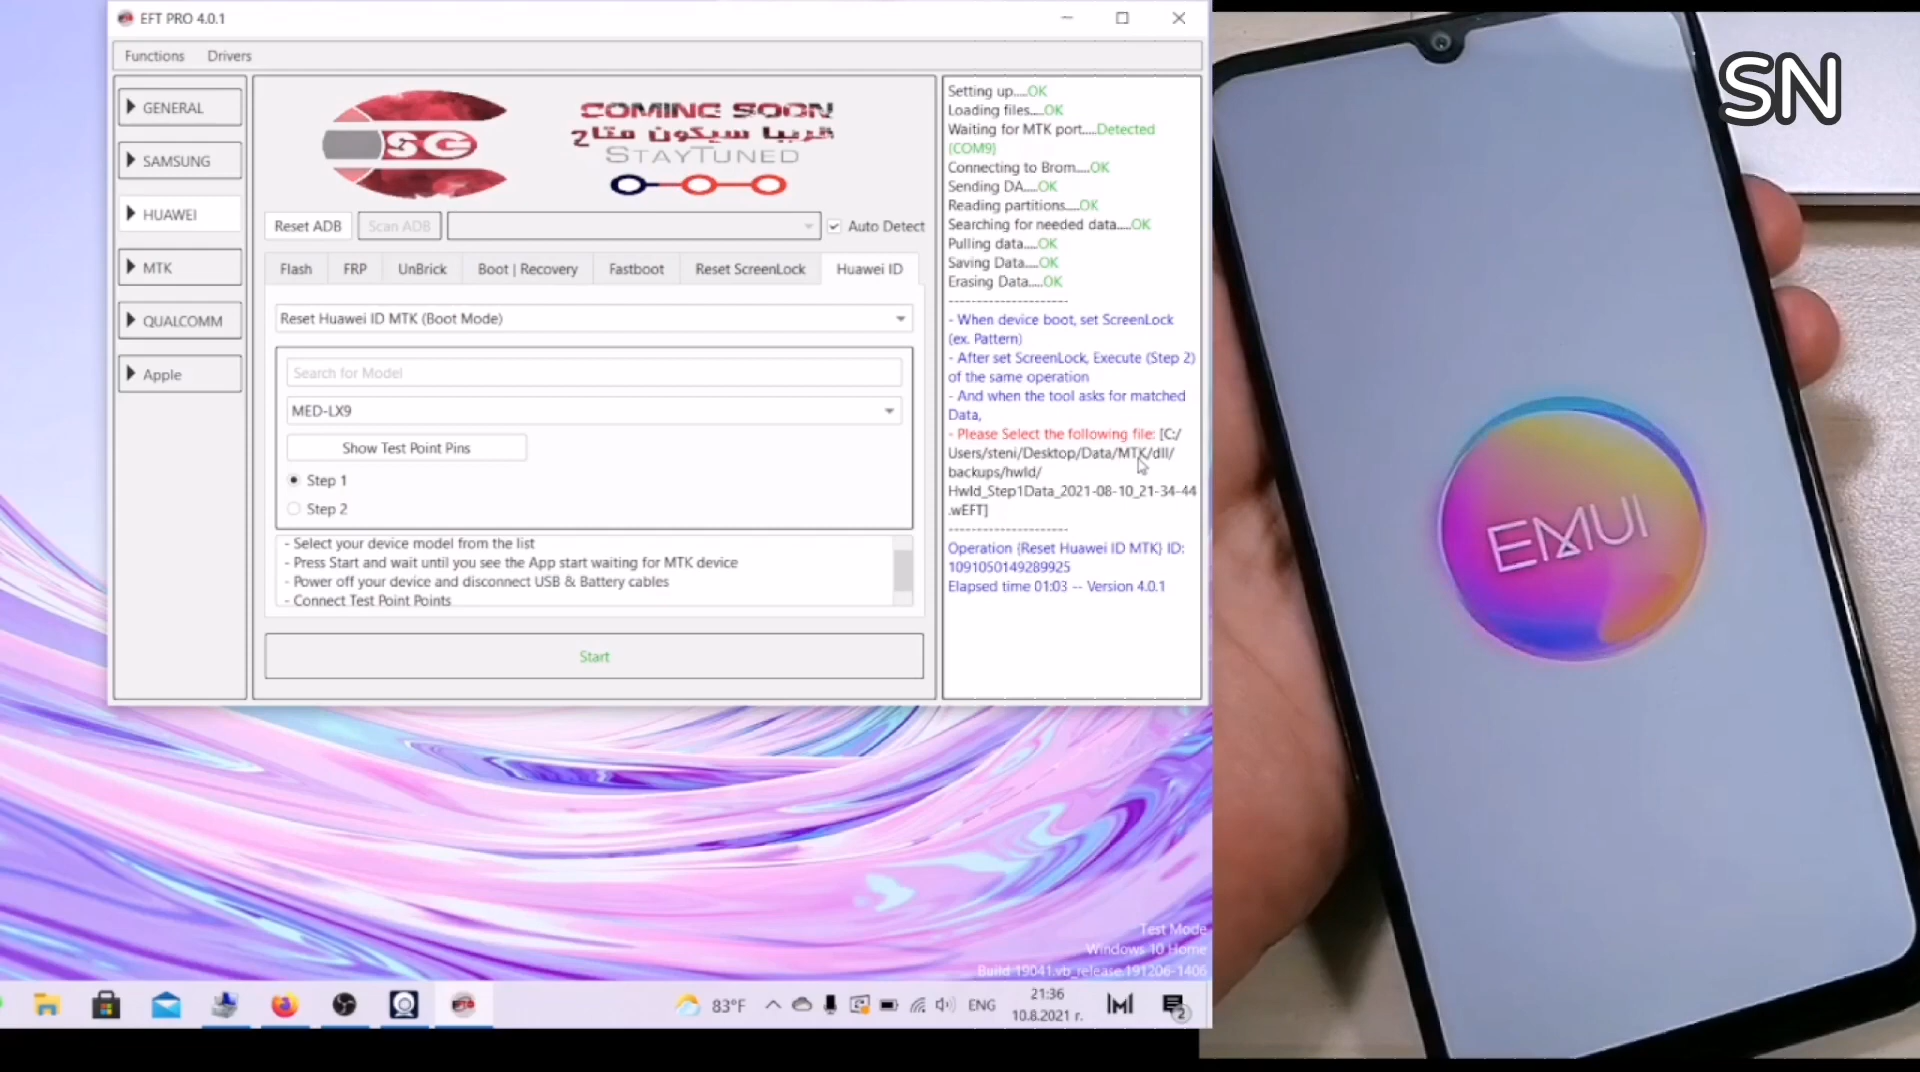 EFT PRO 4.0.1
Functions Drivers
GENERAL
SAMSUNG
HUAWEI
MTK
QUALCOMM
Apple
SG
COMING SOON
قريبا سيكون متاح
STAYTUNED
Reset ADB Scan ADB Auto Detect
Flash FRP UnBrick Boot | Recovery Fastboot Reset ScreenLock Huawei ID
Reset Huawei ID MTK (Boot Mode)
Search for Model
MED-LX9
Show Test Point Pins
Step 1
Step 2
- Select your device model from the list
- Press Start and wait until you see the App start waiting for MTK device
- Power off your device and disconnect USB & Battery cables
- Connect Test Point Points
Start
Setting up....OK
Loading files....OK
Waiting for MTK port....Detected
(COM9)
Connecting to Brom....OK
Sending DA....OK
Reading partitions....OK
Searching for needed data....OK
Pulling data....OK
Saving Data....OK
Erasing Data....OK
---------------------
- When device boot, set ScreenLock
(ex. Pattern)
- After set ScreenLock, Execute (Step 2)
of the same operation
- And when the tool asks for matched
Data,
- Please Select the following file: [C:/
Users/steni/Desktop/Data/MTK/dll/
backups/hwId/
HwId_Step1Data_2021-08-10_21-34-44
.wEFT]
---------------------
Operation {Reset Huawei ID MTK} ID:
1091050149289925
Elapsed time 01:03 -- Version 4.0.1
Test Mode
Windows 10 Home
Build 19041.vb_release.191206-1406
83°F ENG 21:36
10.8.2021 г.
2
SN
EMUI